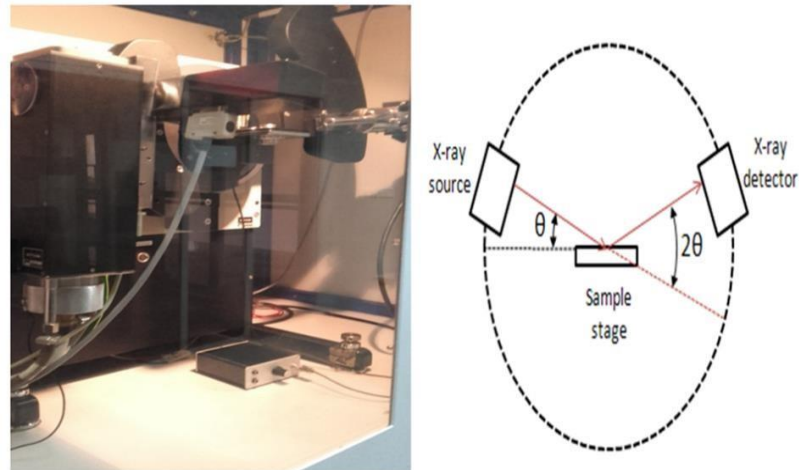 X-ray
source
X-ray
detector
θ
2θ
Sample
stage